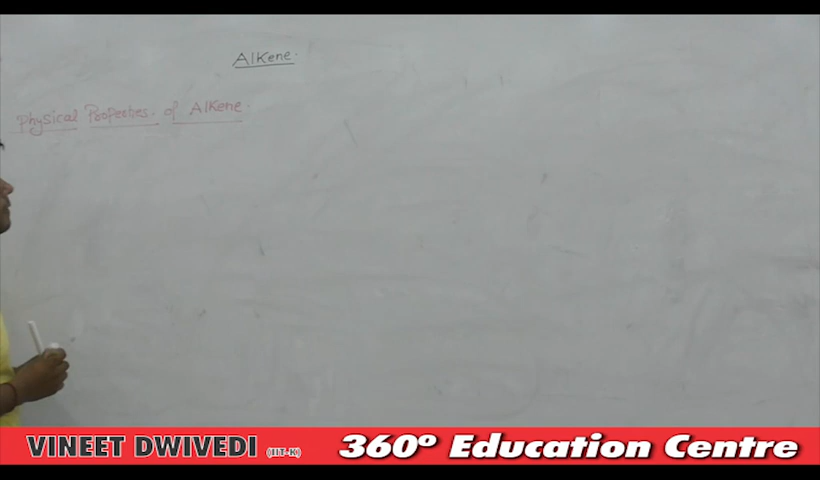 Alkene.
Physical Properties of Alkene.
VINEET DWIVEDI (IIT-K) 360º Education Centre